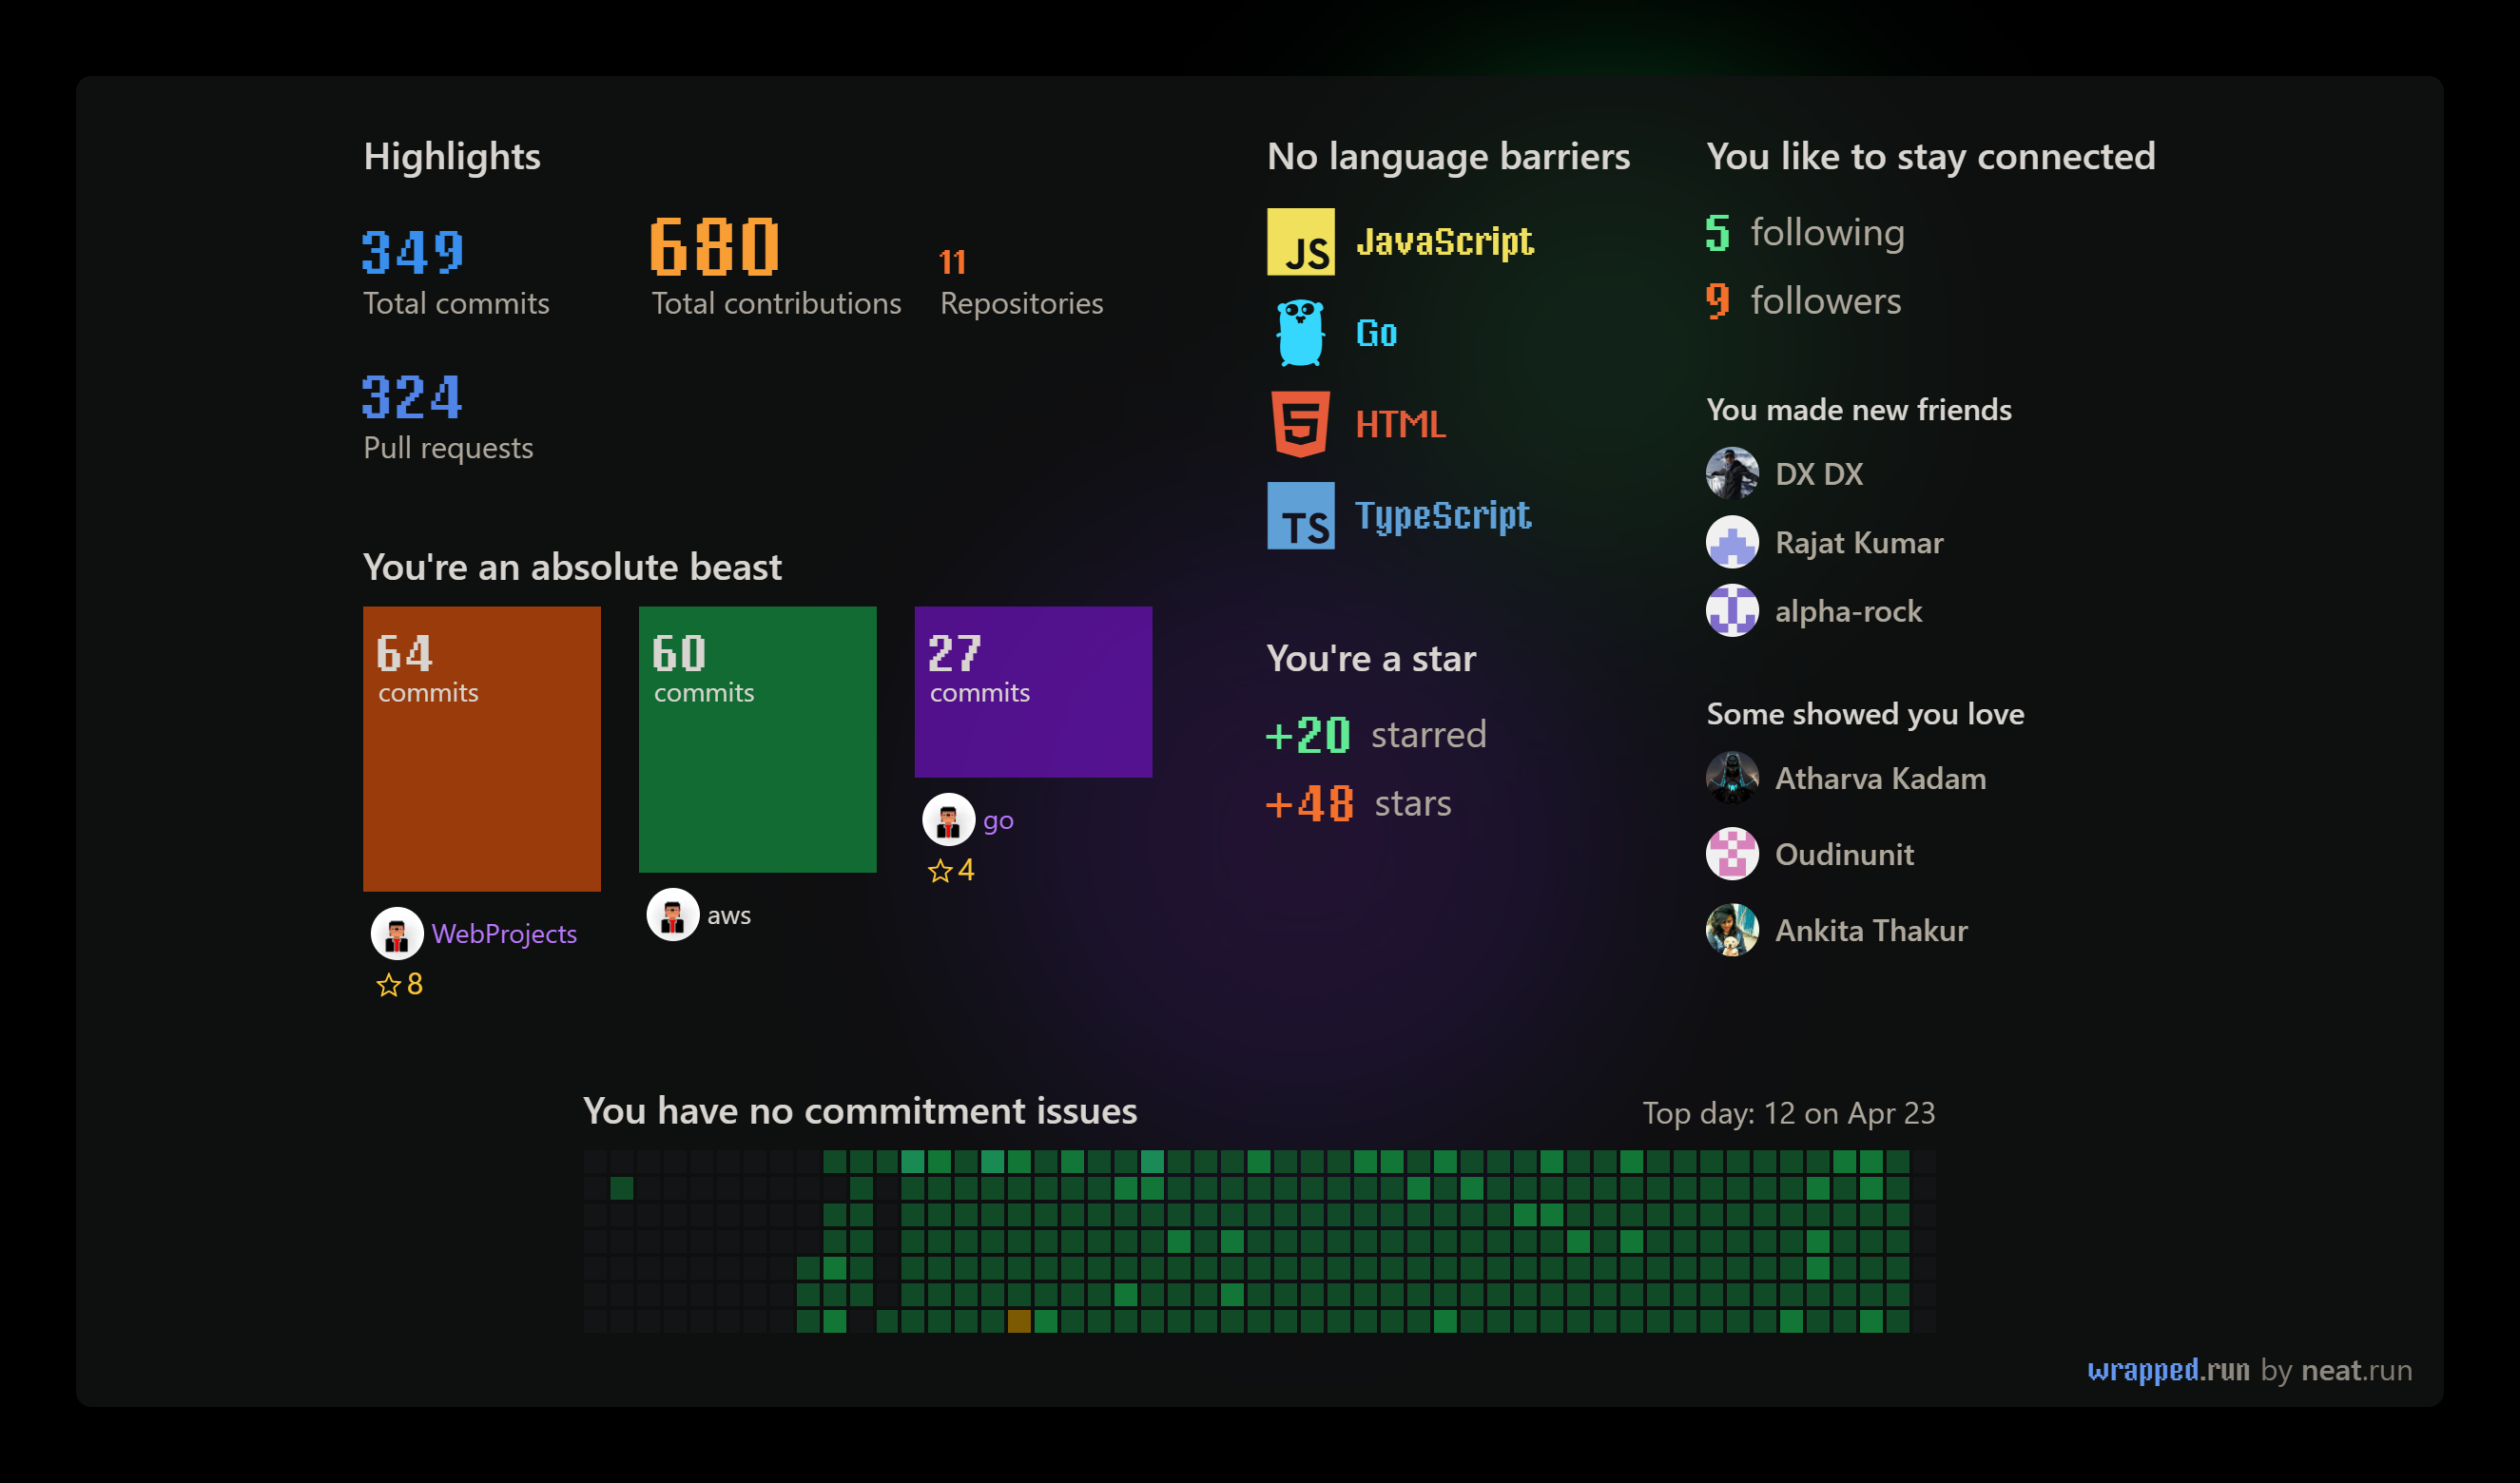 Highlights
349
Total commits
680
Total contributions
11
Repositories
324
Pull requests
You're an absolute beast
64
commits
WebProjects
8
60
commits
aws
27
commits
go
4
No language barriers
JS JavaScript
Go
5 HTML
TS TypeScript
You're a star
+20 starred
+48 stars
You like to stay connected
5 following
9 followers
You made new friends
DX DX
Rajat Kumar
alpha-rock
Some showed you love
Atharva Kadam
Oudinunit
Ankita Thakur
You have no commitment issues
Top day: 12 on Apr 23
wrapped.run by neat.run